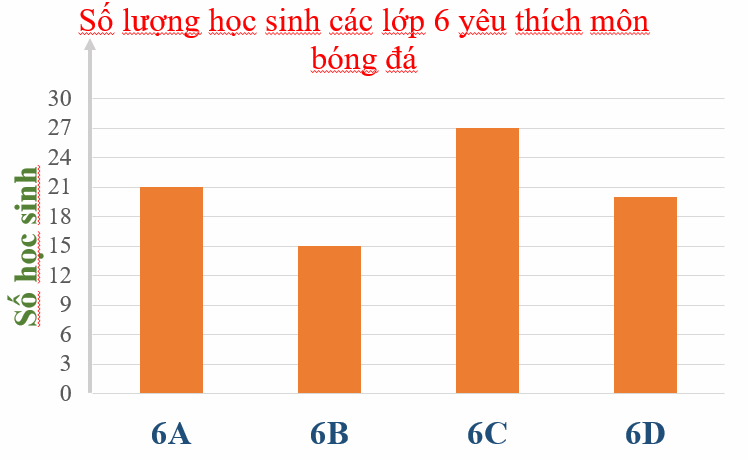 Số lượng học sinh các lớp 6 yêu thích môn
bóng đá
Số học sinh
30
27
24
21
18
15
12
9
6
3
0
6A 6B 6C 6D